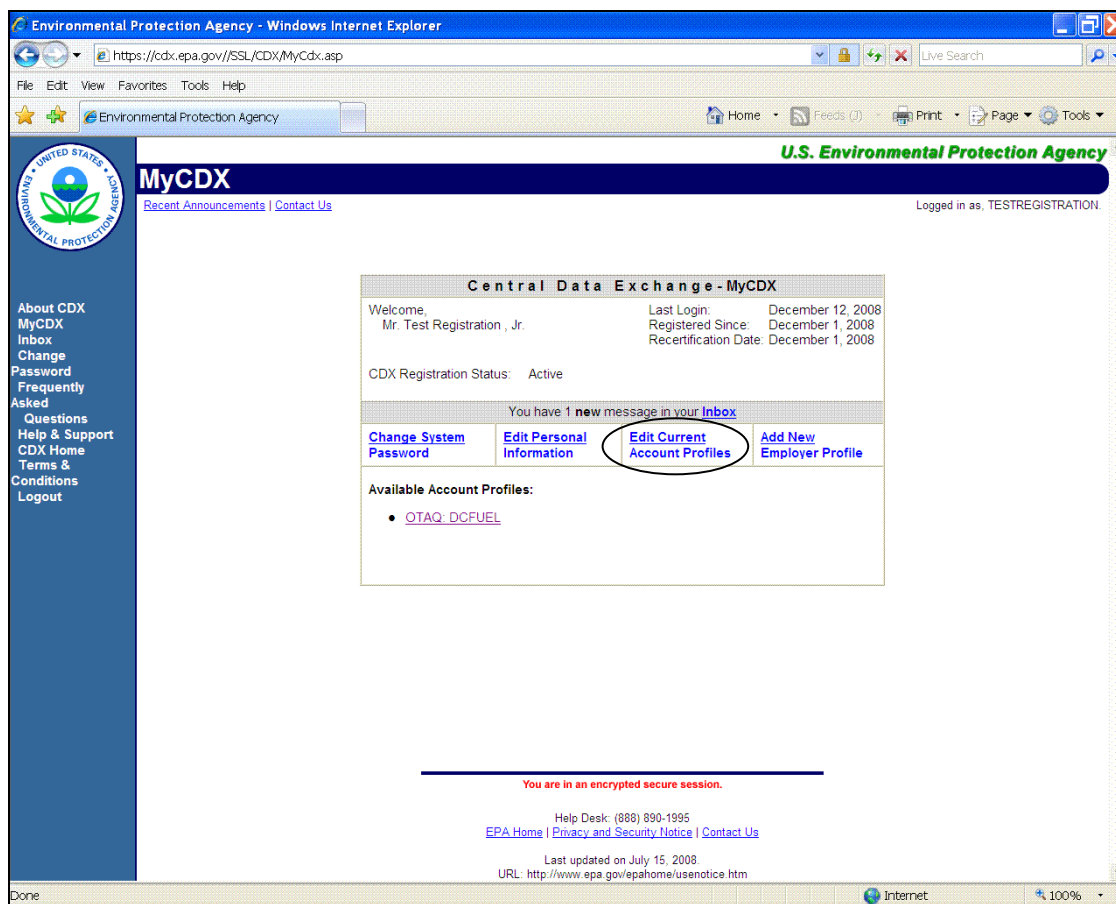 Environmental Protection Agency - Windows Internet Explorer
https://cdx.epa.gov//SSL/CDX/MyCdx.asp
Live Search
File Edit View Favorites Tools Help
Environmental Protection Agency
Home Feeds (J) Print Page Tools
UNITED STATES ENVIRONMENTAL PROTECTION AGENCY
U.S. Environmental Protection Agency
MyCDX
Recent Announcements | Contact Us
Logged in as, TESTREGISTRATION.
About CDX
MyCDX
Inbox
Change
Password
Frequently
Asked
Questions
Help & Support
CDX Home
Terms &
Conditions
Logout
Central Data Exchange - MyCDX
Welcome,
Mr. Test Registration , Jr.
Last Login: December 12, 2008
Registered Since: December 1, 2008
Recertification Date: December 1, 2008
CDX Registration Status: Active
You have 1 new message in your Inbox
Change System
Password
Edit Personal
Information
Edit Current
Account Profiles
Add New
Employer Profile
Available Account Profiles:
• OTAQ: DCFUEL
You are in an encrypted secure session.
Help Desk: (888) 890-1995
EPA Home | Privacy and Security Notice | Contact Us
Last updated on July 15, 2008.
URL: http://www.epa.gov/epahome/usenotice.htm
Done
Internet
100%